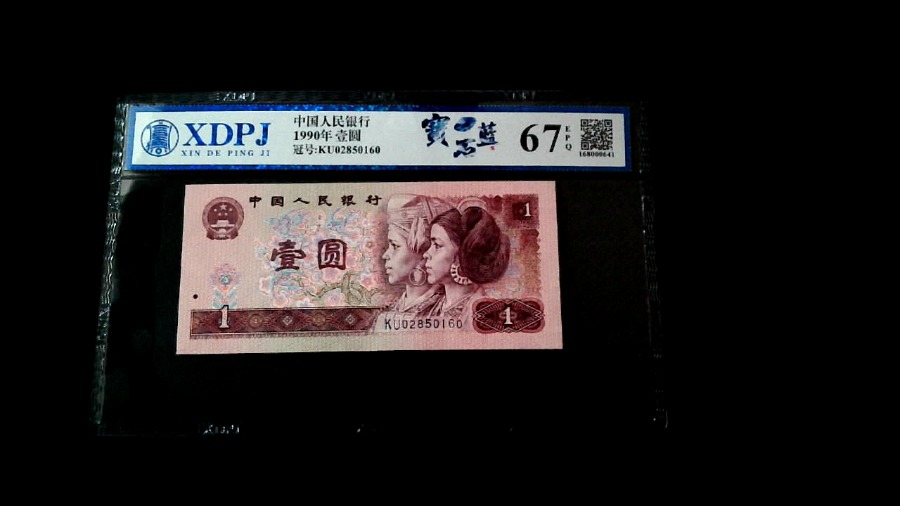 XDPJ
XIN DE PING JI
中国人民银行
1990年 壹圆
冠号:KU02850160
67
EPQ
168000641
中国人民银行
壹圆
1
1
KU02850160
1